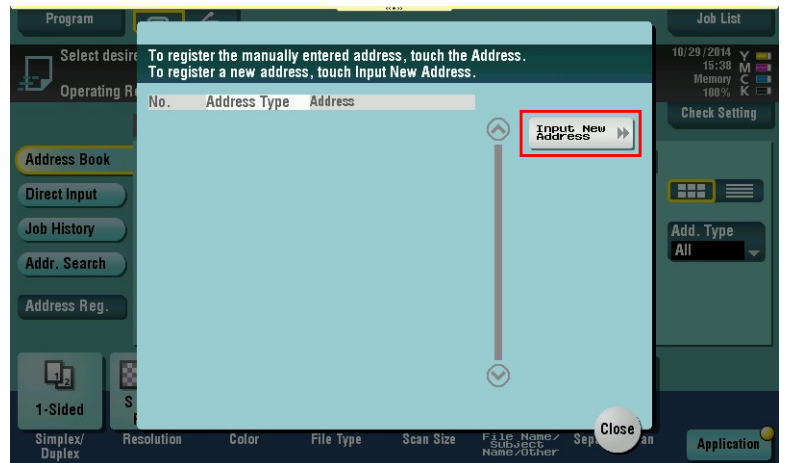 Program
Job List
Select desire
Operating R
To register the manually entered address, touch the Address.
To register a new address, touch Input New Address.
10/29/2014
15:38
Memory
100%
Y
M
C
K
Check Setting
No. Address Type Address
Input New
Address
Address Book
Direct Input
Job History
Addr. Search
Address Reg.
Add. Type
All
1-Sided
S
Close
Simplex/
Duplex
Resolution
Color
File Type
Scan Size
File Name/
Subject
Name/Other
Sep
an
Application